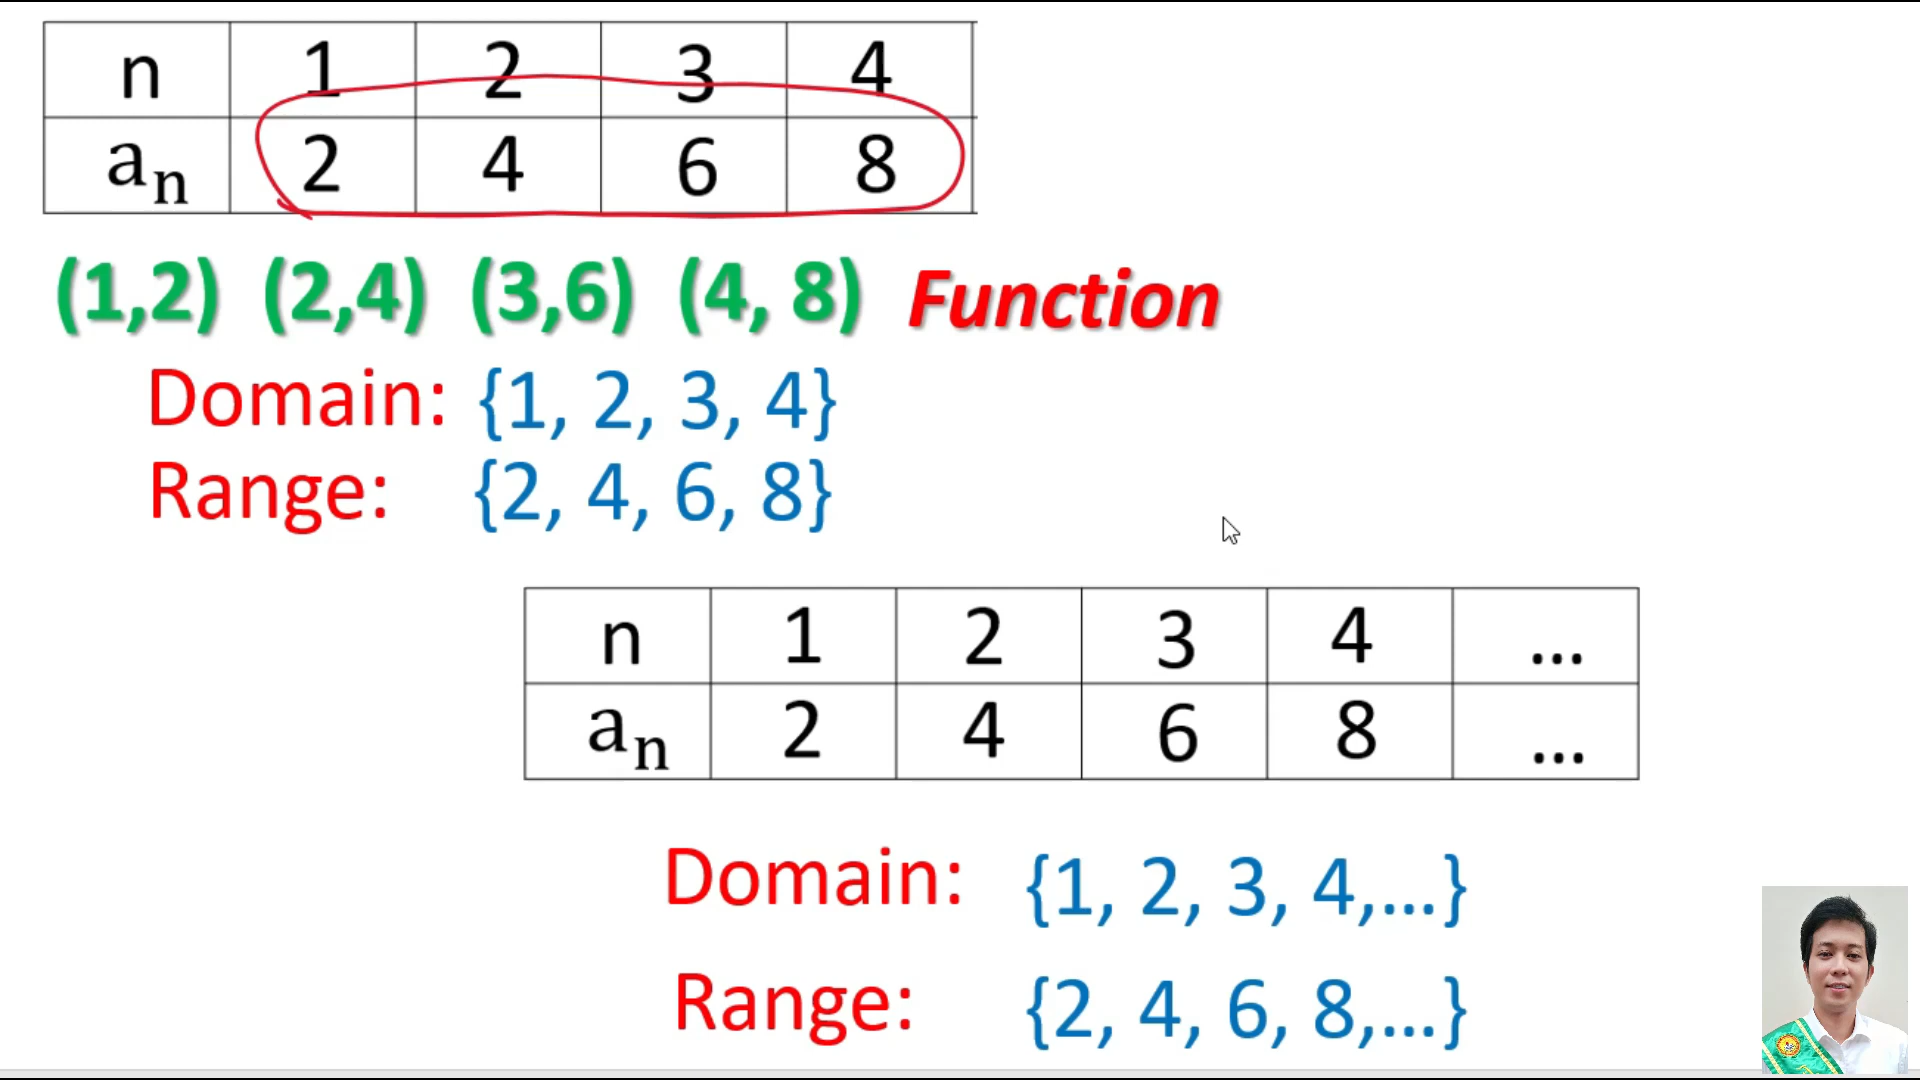 n 1 2 3 4
aₙ 2 4 6 8
(1,2) (2,4) (3,6) (4, 8) Function
Domain: {1, 2, 3, 4}
Range: {2, 4, 6, 8}
n 1 2 3 4 ...
aₙ 2 4 6 8 ...
Domain: {1, 2, 3, 4,...}
Range: {2, 4, 6, 8,...}